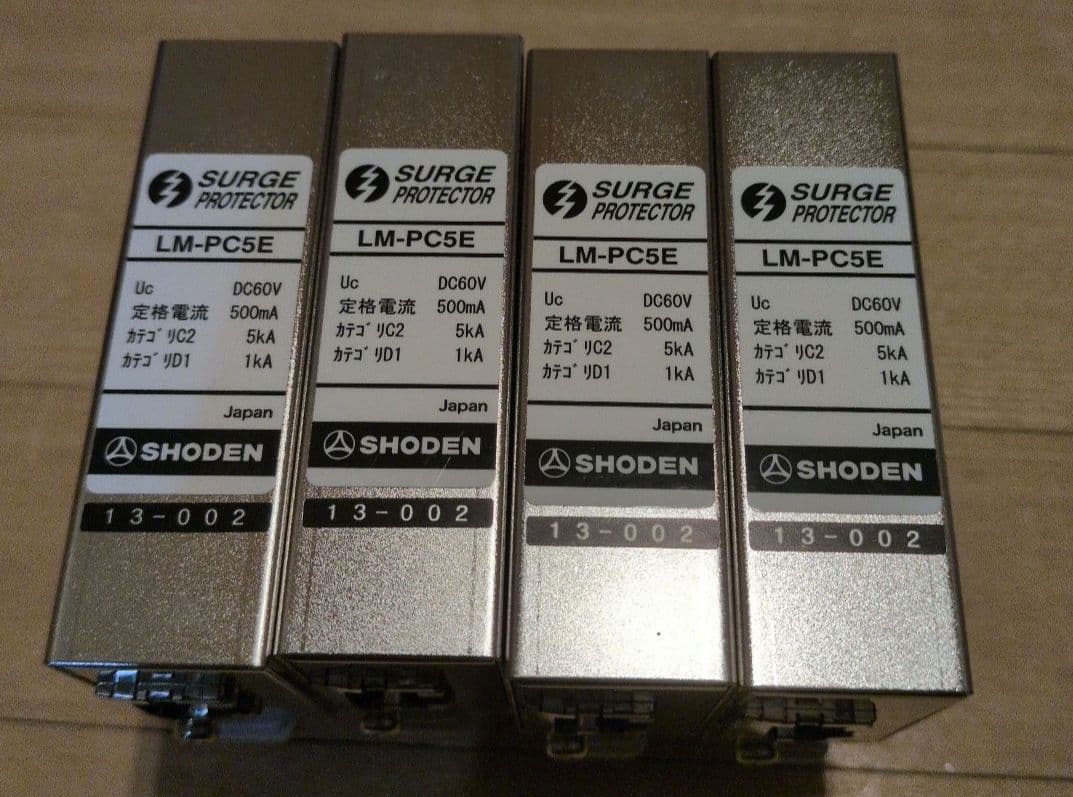 SURGE
PROTECTOR
LM-PC5E
Uc DC60V
定格電流 500mA
ｶﾃｺﾞﾘC2 5kA
ｶﾃｺﾞﾘD1 1kA
Japan
SHODEN
13-002
SURGE
PROTECTOR
LM-PC5E
Uc DC60V
定格電流 500mA
ｶﾃｺﾞﾘC2 5kA
ｶﾃｺﾞﾘD1 1kA
Japan
SHODEN
13-002
SURGE
PROTECTOR
LM-PC5E
Uc DC60V
定格電流 500mA
ｶﾃｺﾞﾘC2 5kA
ｶﾃｺﾞﾘD1 1kA
Japan
SHODEN
13-002
SURGE
PROTECTOR
LM-PC5E
Uc DC60V
定格電流 500mA
ｶﾃｺﾞﾘC2 5kA
ｶﾃｺﾞﾘD1 1kA
Japan
SHODEN
13-002